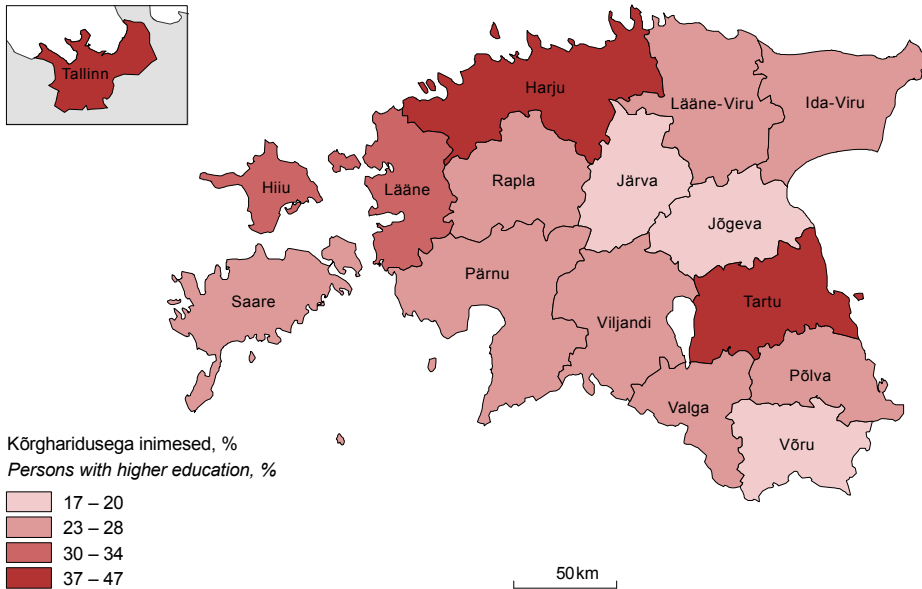 Tallinn
Harju
Lääne-Viru
Ida-Viru
Hiiu
Lääne
Rapla
Järva
Jõgeva
Saare
Pärnu
Viljandi
Tartu
Valga
Põlva
Võru
Kõrgharidusega inimesed, %
Persons with higher education, %
17 – 20
23 – 28
30 – 34
37 – 47
50 km